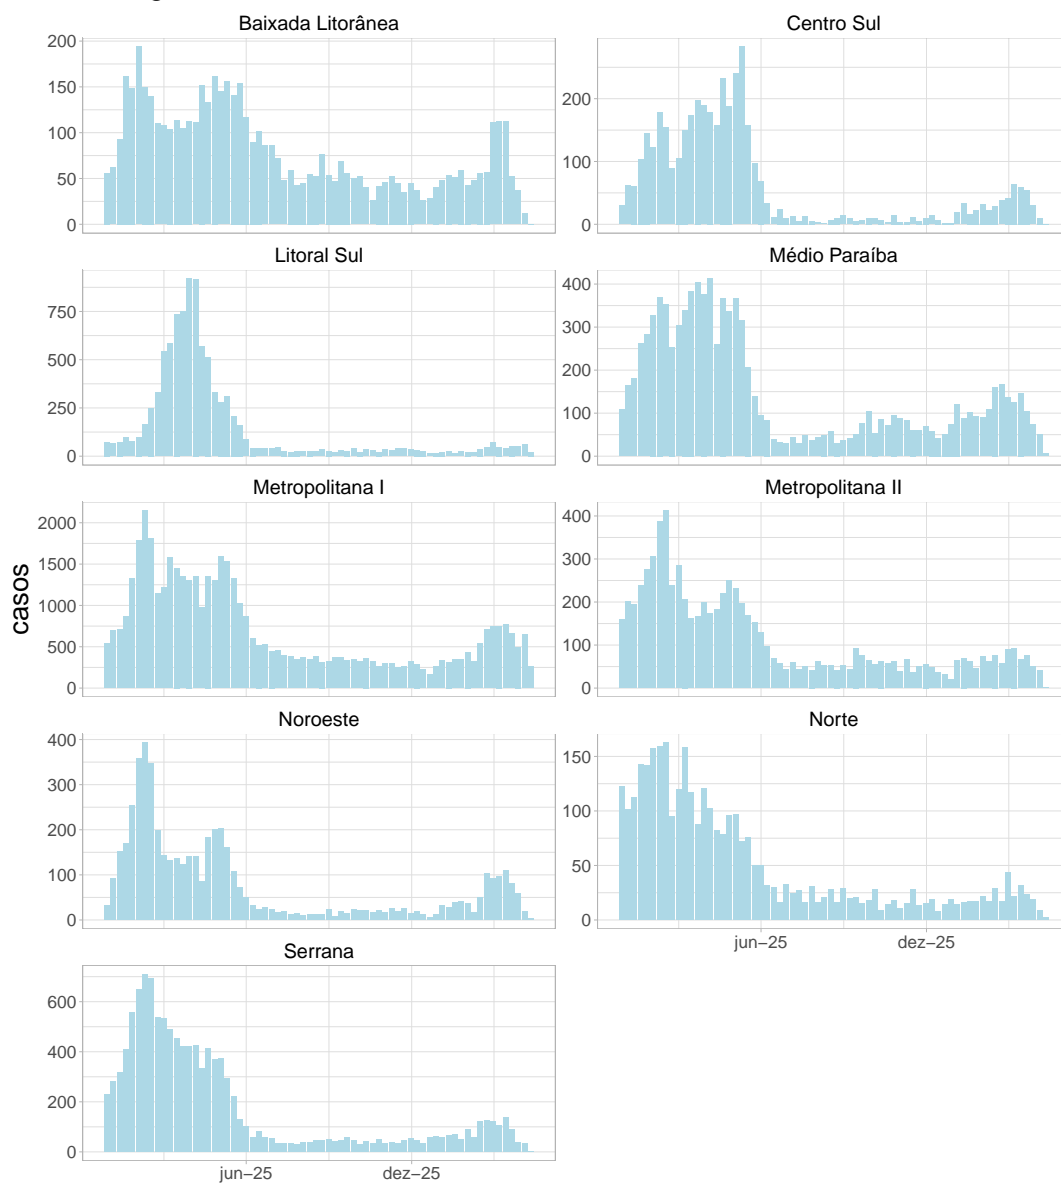 Baixada Litorânea
Centro Sul
200
150
100
50
0
200
100
0
Litoral Sul
Médio Paraíba
750
500
250
0
400
300
200
100
0
Metropolitana I
Metropolitana II
2000
1500
1000
500
0
400
300
200
100
0
casos
Noroeste
Norte
400
300
200
100
0
150
100
50
0
jun−25
dez−25
Serrana
600
400
200
0
jun−25
dez−25